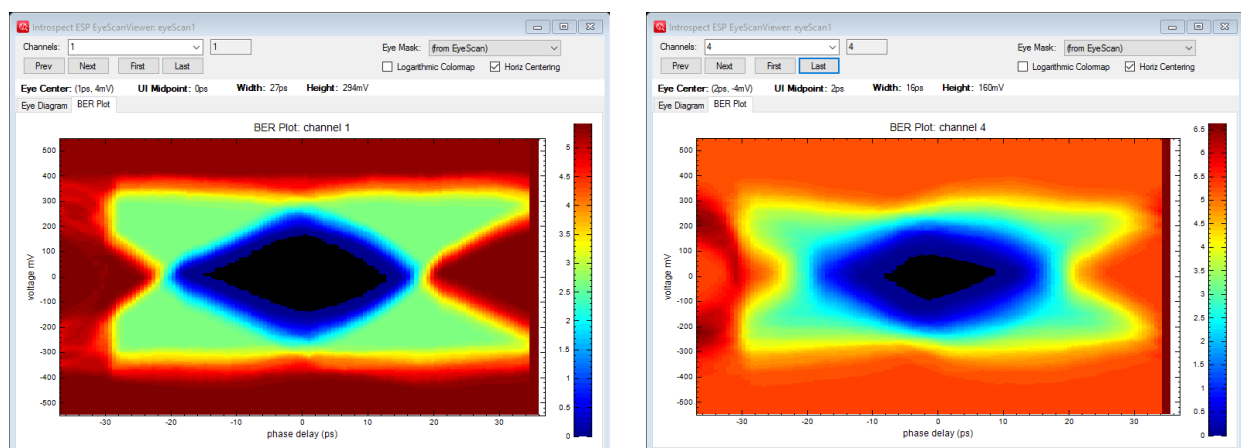 Introspect ESP EyeScanViewer: eyeScan1
Channels: 1 1 Eye Mask: (from EyeScan)
Prev Next First Last Logarithmic Colormap Horiz Centering
Eye Center: (1ps, 4mV) UI Midpoint: 0ps Width: 27ps Height: 294mV
Eye Diagram BER Plot
BER Plot: channel 1
voltage mV
500
400
300
200
100
0
-100
-200
-300
-400
-500
-30 -20 -10 0 10 20 30
phase delay (ps)
5
4.5
4
3.5
3
2.5
2
1.5
1
0.5
0
Introspect ESP EyeScanViewer: eyeScan1
Channels: 4 4 Eye Mask: (from EyeScan)
Prev Next First Last Logarithmic Colormap Horiz Centering
Eye Center: (2ps, -4mV) UI Midpoint: 2ps Width: 16ps Height: 160mV
Eye Diagram BER Plot
BER Plot: channel 4
voltage mV
500
400
300
200
100
0
-100
-200
-300
-400
-500
-30 -20 -10 0 10 20 30
phase delay (ps)
6.5
6
5.5
5
4.5
4
3.5
3
2.5
2
1.5
1
0.5
0